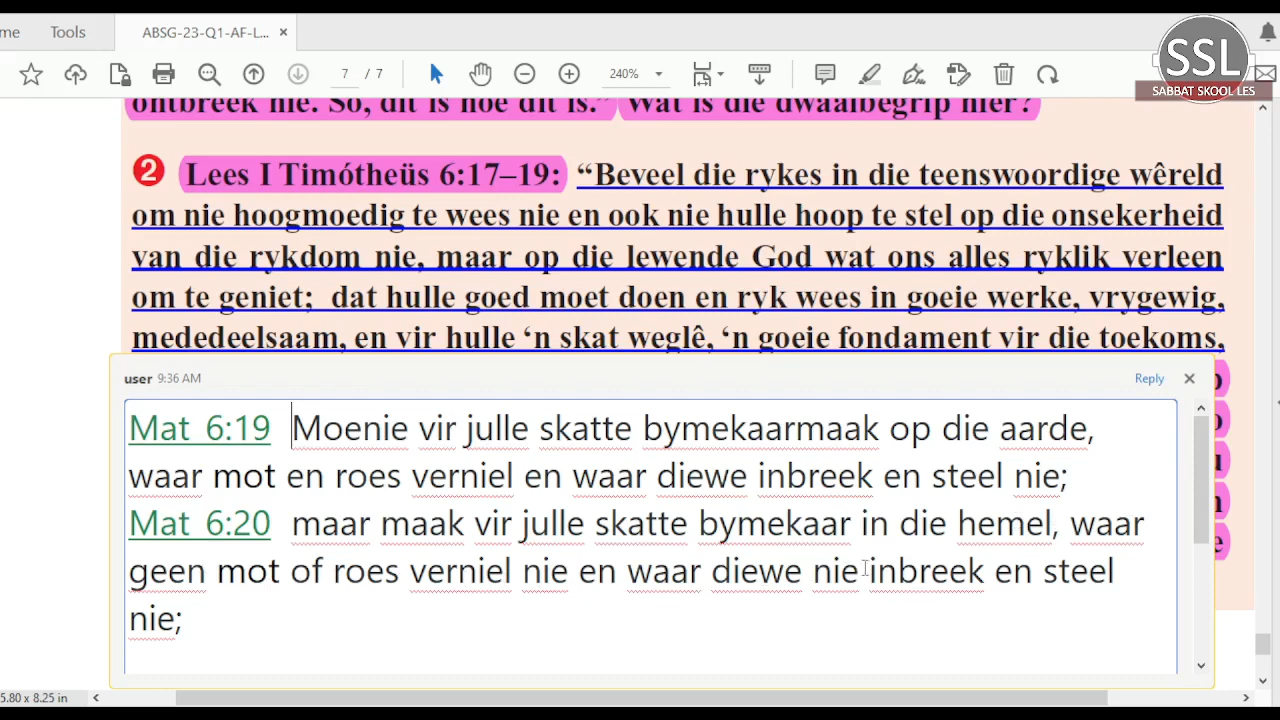 me Tools ABSG-23-Q1-AF-L... ×
SSL
SABBAT SKOOL LES
7 / 7 240%
ontbreek nie. So, dit is hoe dit is.” Wat is die dwaalbegrip hier?
2 Lees I Timótheüs 6:17–19: “Beveel die rykes in die teenswoordige wêreld
om nie hoogmoedig te wees nie en ook nie hulle hoop te stel op die onsekerheid
van die rykdom nie, maar op die lewende God wat ons alles ryklik verleen
om te geniet; dat hulle goed moet doen en ryk wees in goeie werke, vrygewig,
mededeelsaam, en vir hulle ‘n skat weglê, ‘n goeie fondament vir die toekoms,
user 9:36 AM Reply
Mat 6:19 Moenie vir julle skatte bymekaarmaak op die aarde,
waar mot en roes verniel en waar diewe inbreek en steel nie;
Mat 6:20 maar maak vir julle skatte bymekaar in die hemel, waar
geen mot of roes verniel nie en waar diewe nie inbreek en steel
nie;
5.80 x 8.25 in